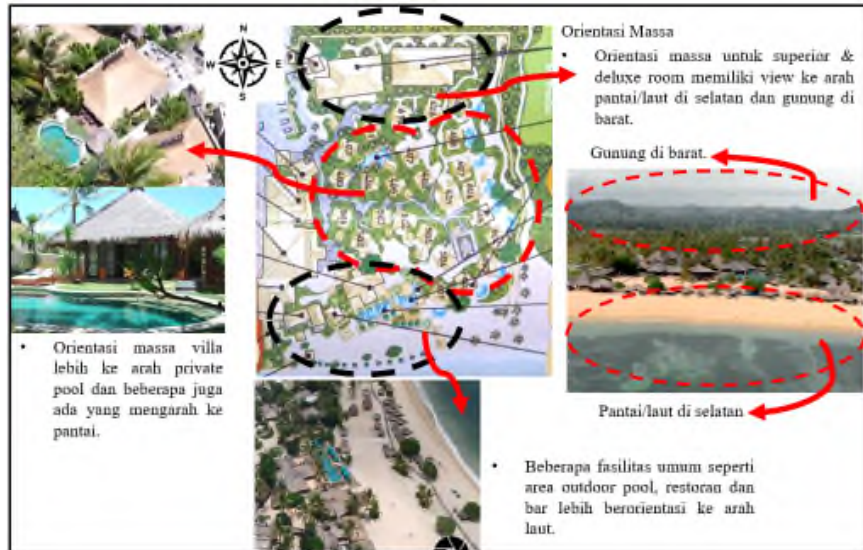 Orientasi Massa
• Orientasi massa untuk superior &
deluxe room memiliki view ke arah
pantai/laut di selatan dan gunung di
barat.
N
W E
S
Gunung di barat.
Pantai/laut di selatan
• Orientasi massa villa
lebih ke arah private
pool dan beberapa juga
ada yang mengarah ke
pantai.
• Beberapa fasilitas umum seperti
area outdoor pool, restoran dan
bar lebih berorientasi ke arah
laut.